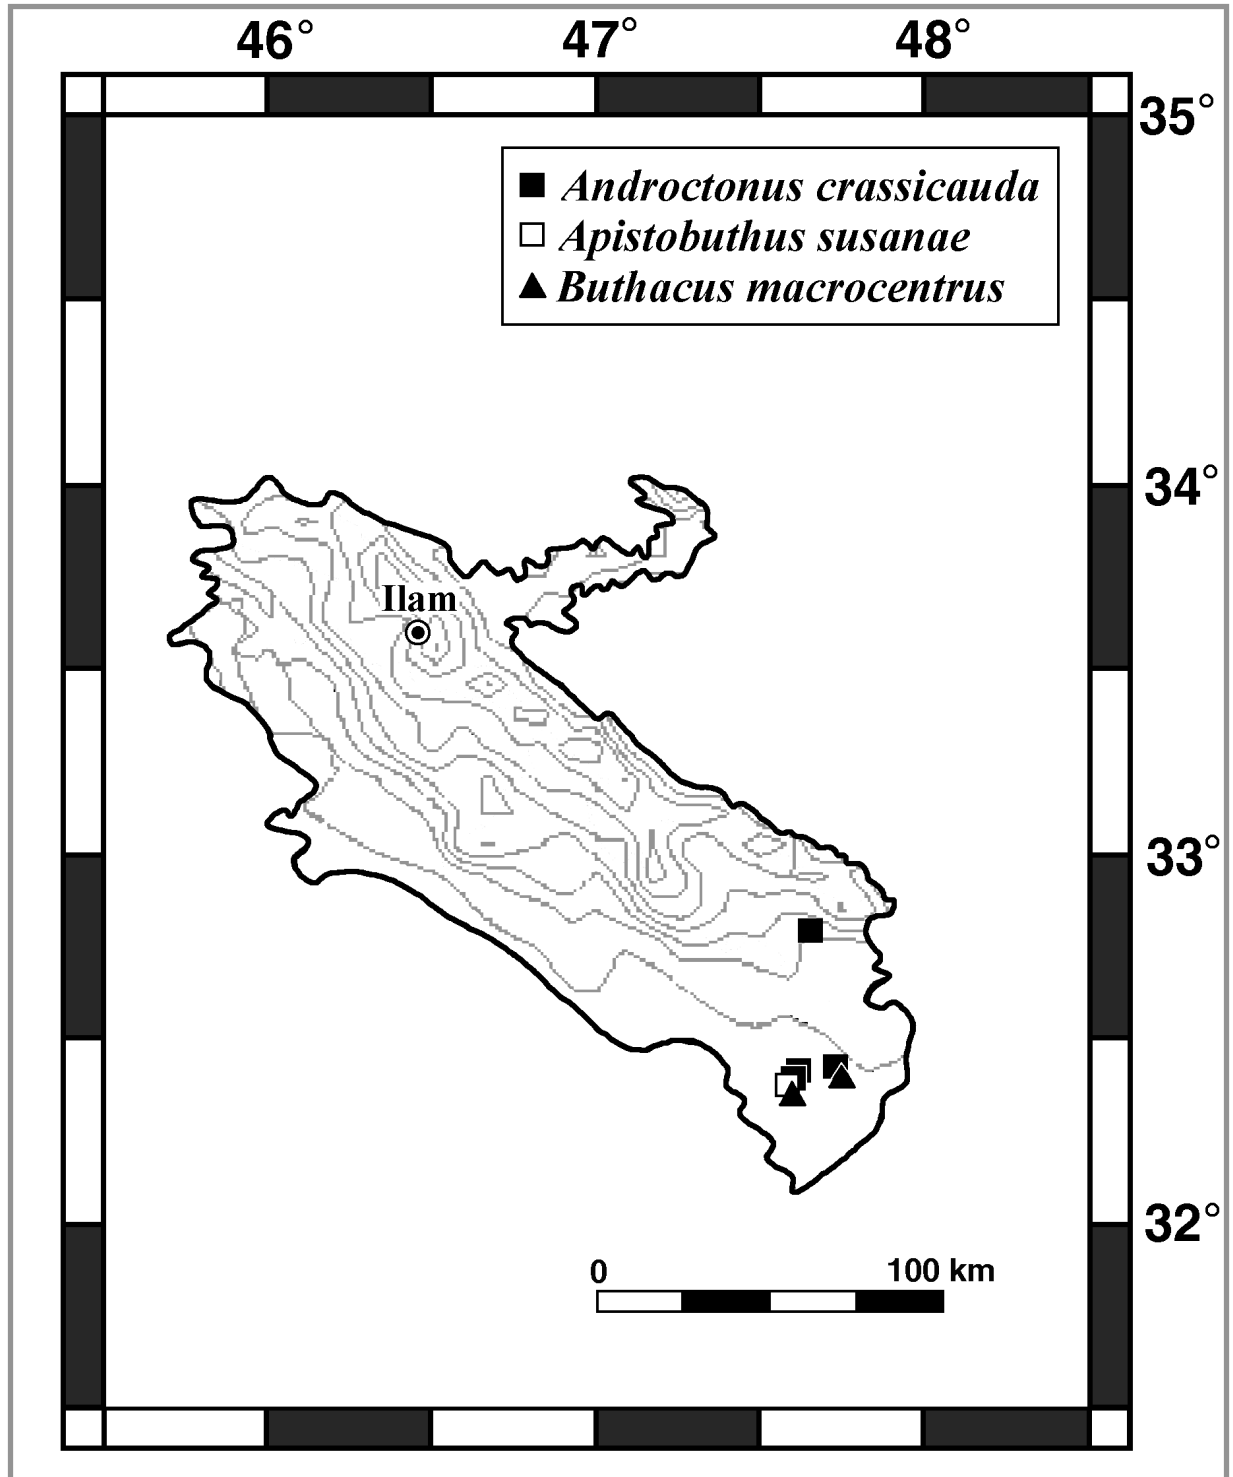 46° 47° 48°
35°
Androctonus crassicauda
Apistobuthus susanae
Buthacus macrocentrus
34°
Ilam
33°
32°
0 100 km